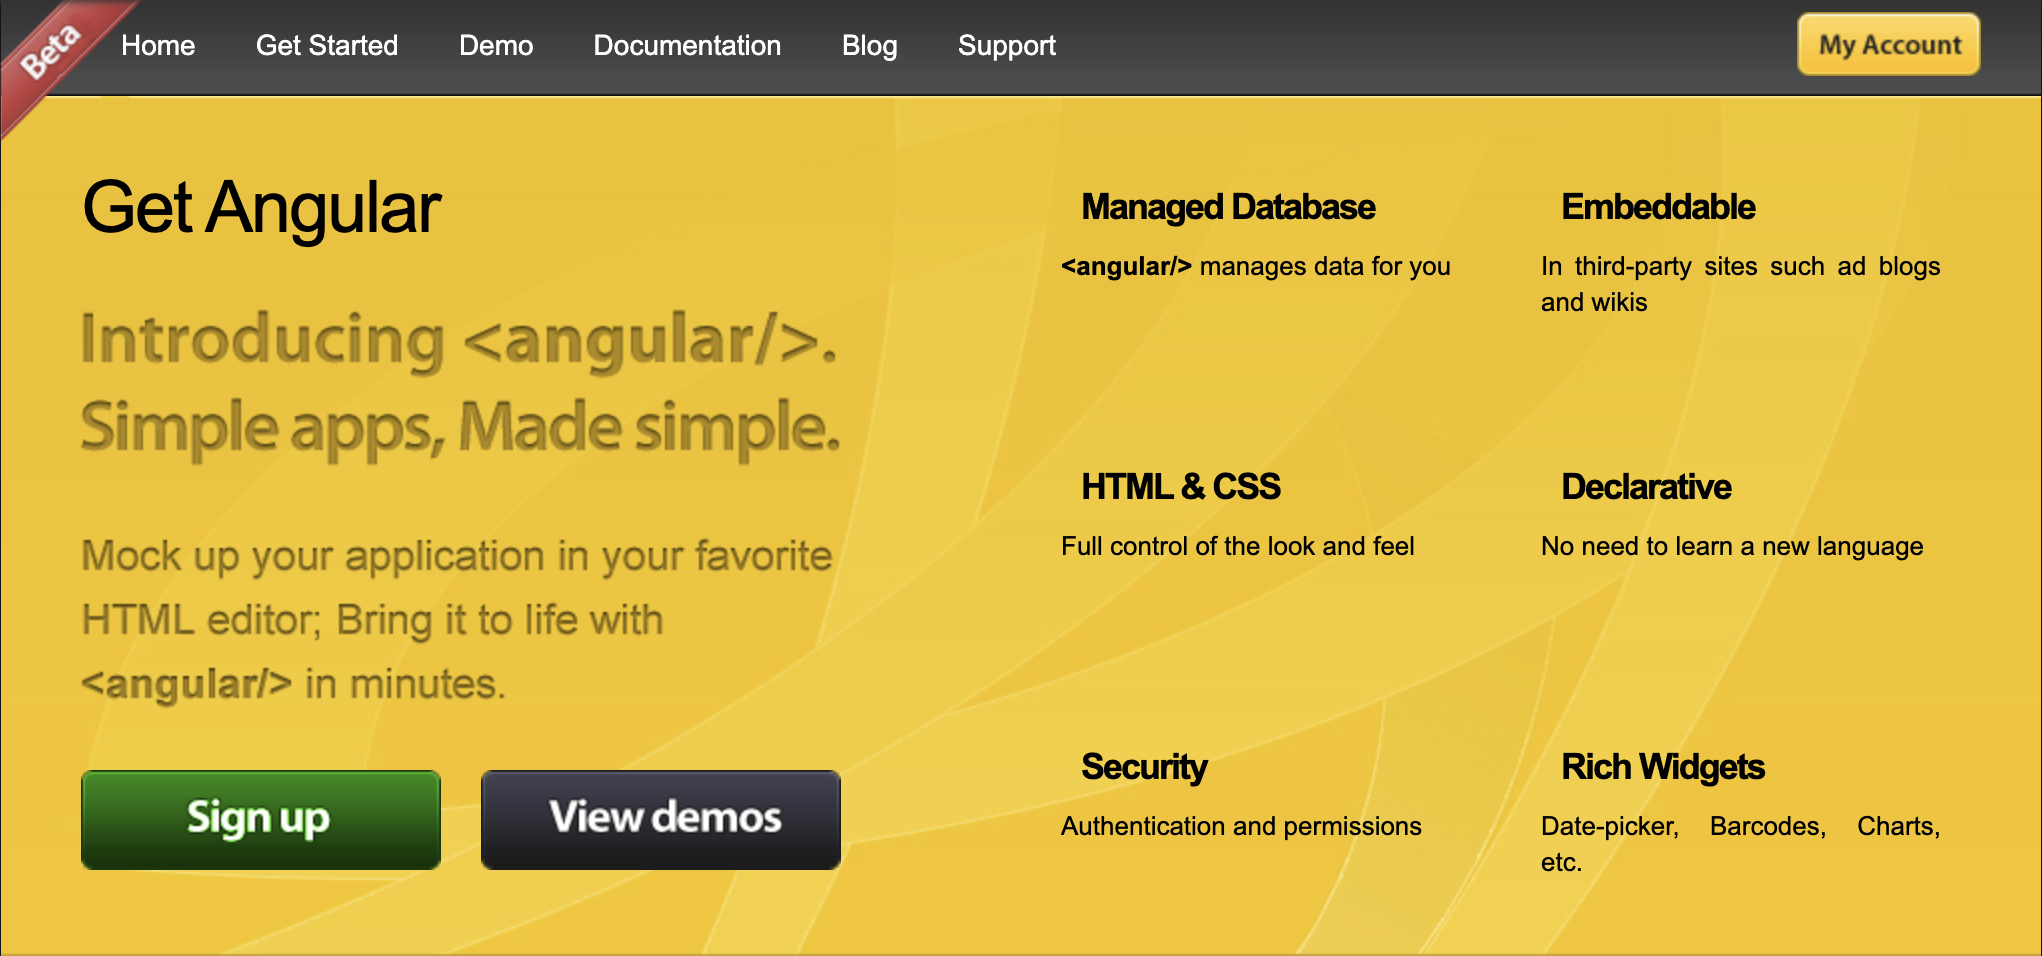 Beta
Home
Get Started
Demo
Documentation
Blog
Support
My Account
Get Angular
Introducing <angular/>.
Simple apps, Made simple.
Mock up your application in your favorite
HTML editor; Bring it to life with
<angular/> in minutes.
Sign up
View demos
Managed Database
<angular/> manages data for you
Embeddable
In third-party sites such ad blogs
and wikis
HTML & CSS
Full control of the look and feel
Declarative
No need to learn a new language
Security
Authentication and permissions
Rich Widgets
Date-picker, Barcodes, Charts,
etc.